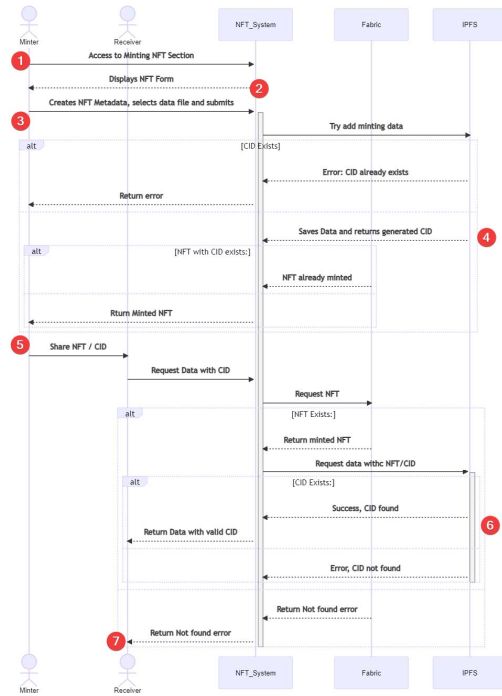 Minter Receiver NFT_System Fabric IPFS
1 Access to Minting NFT Section
Displays NFT Form 2
3 Creates NFT Metadata, selects data file and submits
Try add minting data
alt [CID Exists]
Error: CID already exists
Return error
Saves Data and returns generated CID 4
alt [NFT with CID exists:]
NFT already minted
Rturn Minted NFT
5 Share NFT / CID
Request Data with CID
Request NFT
alt [NFT Exists:]
Return minted NFT
Request data withc NFT/CID
alt [CID Exists:]
Success, CID found
6
Return Data with valid CID
Error, CID not found
Return Not found error
7 Return Not found error
Minter Receiver NFT_System Fabric IPFS